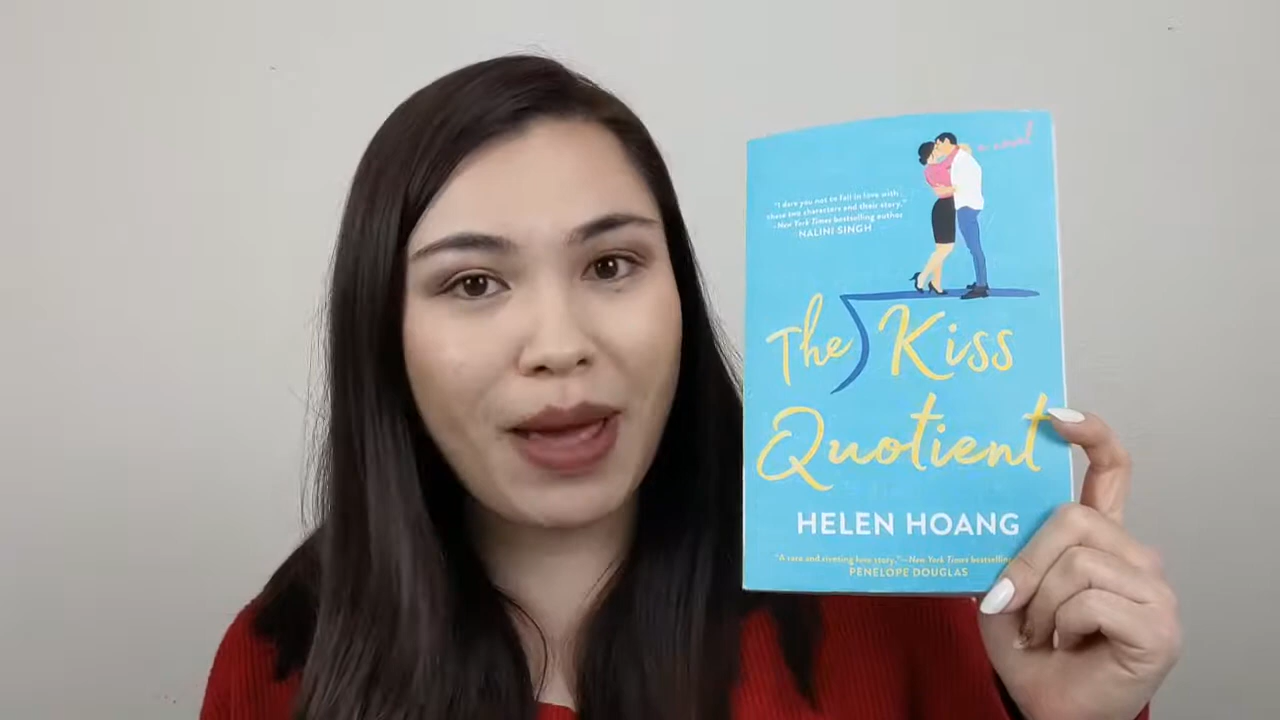 a novel
"I dare you not to fall in love with
these two characters and their story."
—New York Times bestselling author
NALINI SINGH
The Kiss
Quotient
HELEN HOANG
"A rare and riveting love story."—New York Times bestselling
PENELOPE DOUGLAS